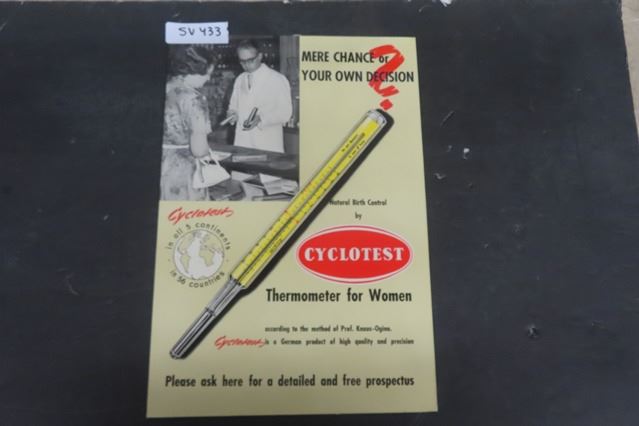 SU 433
MERE CHANCE or
YOUR OWN DECISION
?
Natural Birth Control
by
CYCLOTEST
Thermometer for Women
Cyclotest
in all 5 continents
in 56 countries
according to the method of Prof. Knaus-Ogino.
Cyclotest is a German product of high quality and precision
Please ask here for a detailed and free prospectus